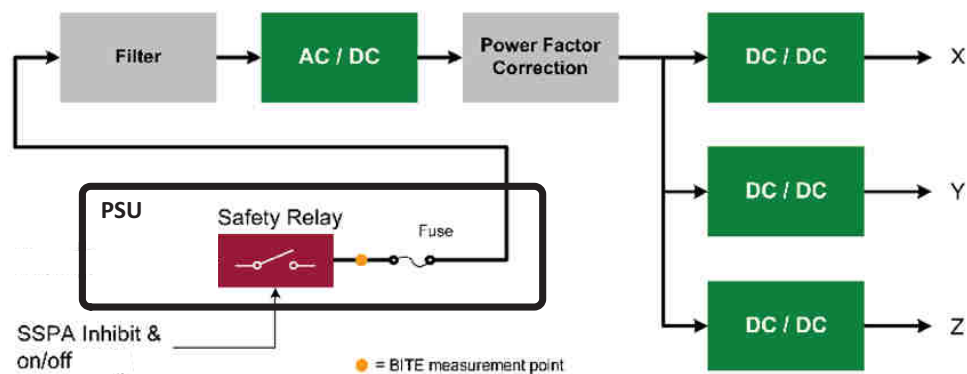 Filter
AC / DC
Power Factor
Correction
DC / DC
X
DC / DC
Y
PSU
Safety Relay
Fuse
DC / DC
Z
SSPA Inhibit &
on/off
= BITE measurement point